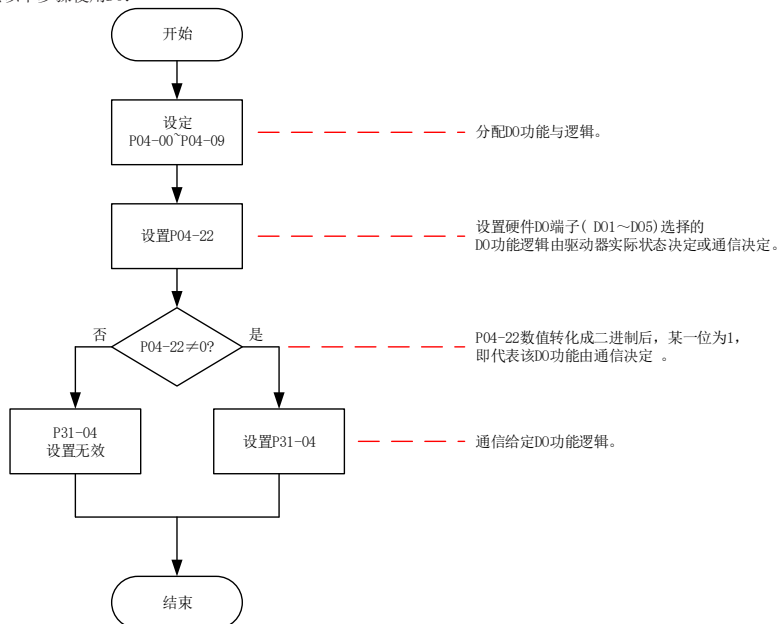 开始
设定
P04-00~P04-09
分配DO功能与逻辑。
设置P04-22
设置硬件DO端子( DO1～DO5)选择的
DO功能逻辑由驱动器实际状态决定或通信决定。
否
P04-22≠0?
是
P04-22数值转化成二进制后，某一位为1，
即代表该DO功能由通信决定 。
P31-04
设置无效
设置P31-04
通信给定DO功能逻辑。
结束